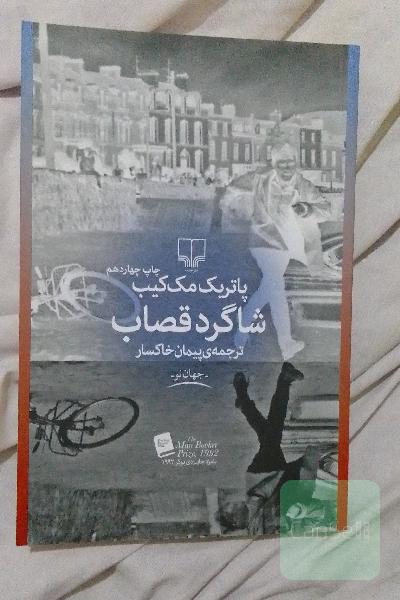 چاپ چهاردهم
پاتریک مک‌کیب
شاگرد قصاب
ترجمه‌ی پیمان خاکسار
-جهان نو-
The
Man Booker
Prize, 1992